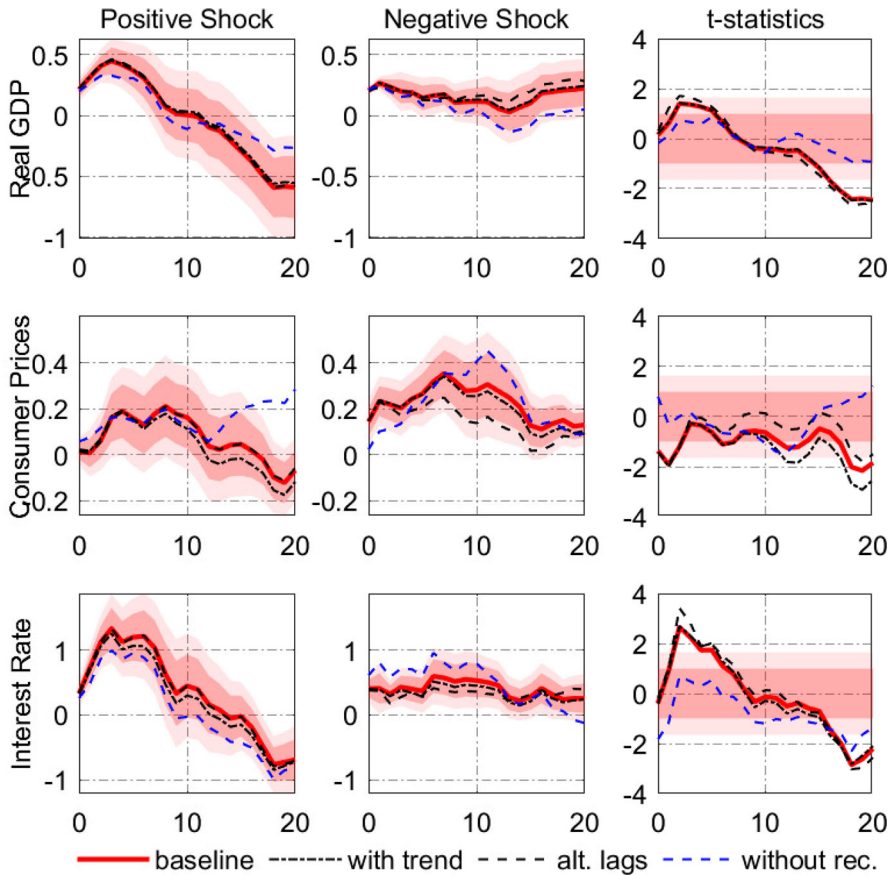 Positive Shock Negative Shock t-statistics
Real GDP
0.5 0 -0.5 -1
0 10 20
0.5 0 -0.5 -1
0 10 20
4 2 0 -2 -4
0 10 20
Consumer Prices
0.4 0.2 0 -0.2
0 10 20
0.4 0.2 0 -0.2
0 10 20
4 2 0 -2 -4
0 10 20
Interest Rate
1 0 -1
0 10 20
1 0 -1
0 10 20
4 2 0 -2 -4
0 10 20
baseline with trend alt. lags without rec.